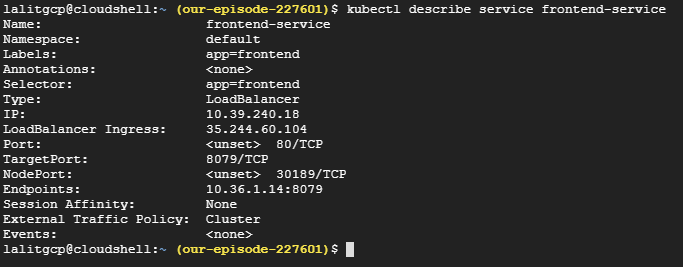 lalitgcp@cloudshell:~ (our-episode-227601)$ kubectl describe service frontend-service
Name:                     frontend-service
Namespace:                default
Labels:                   app=frontend
Annotations:              <none>
Selector:                 app=frontend
Type:                     LoadBalancer
IP:                       10.39.240.18
LoadBalancer Ingress:     35.244.60.104
Port:                     <unset>  80/TCP
TargetPort:               8079/TCP
NodePort:                 <unset>  30189/TCP
Endpoints:                10.36.1.14:8079
Session Affinity:         None
External Traffic Policy:  Cluster
Events:                   <none>
lalitgcp@cloudshell:~ (our-episode-227601)$